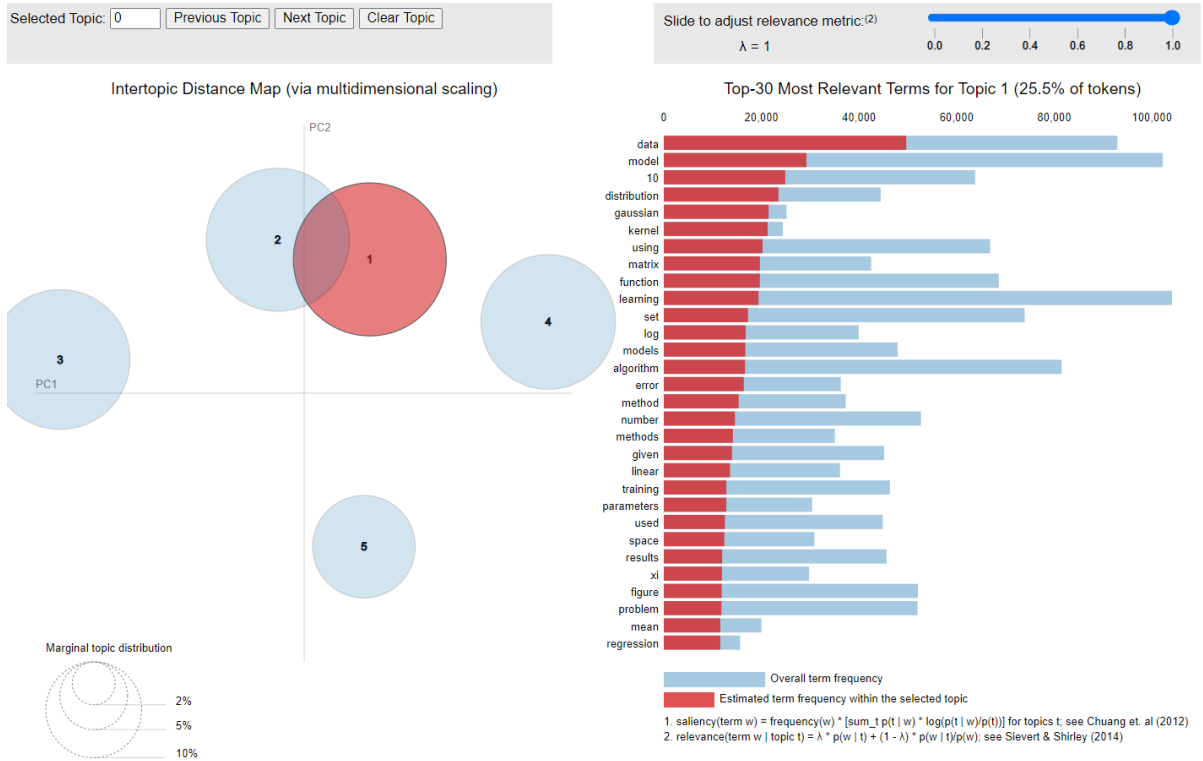 Selected Topic: 0 Previous Topic Next Topic Clear Topic
Slide to adjust relevance metric:(2)
λ = 1
0.0 0.2 0.4 0.6 0.8 1.0
Intertopic Distance Map (via multidimensional scaling)
PC2
PC1
2
1
4
3
5
Marginal topic distribution
2%
5%
10%
Top-30 Most Relevant Terms for Topic 1 (25.5% of tokens)
0 20,000 40,000 60,000 80,000 100,000
data
model
10
distribution
gaussian
kernel
using
matrix
function
learning
set
log
models
algorithm
error
method
number
methods
given
linear
training
parameters
used
space
results
xi
figure
problem
mean
regression
Overall term frequency
Estimated term frequency within the selected topic
1. saliency(term w) = frequency(w) * [sum_t p(t | w) * log(p(t | w)/p(t))] for topics t; see Chuang et. al (2012)
2. relevance(term w | topic t) = λ * p(w | t) + (1 - λ) * p(w | t)/p(w); see Sievert & Shirley (2014)